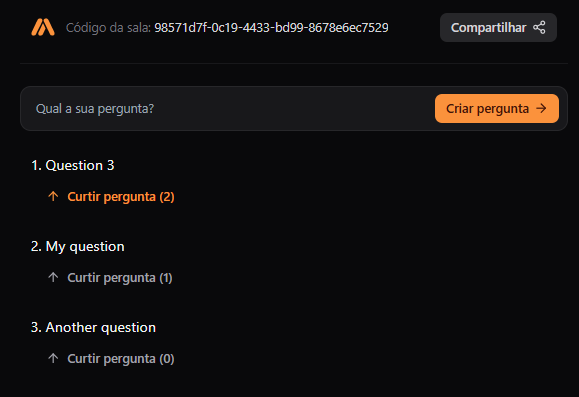 Código da sala: 98571d7f-0c19-4433-bd99-8678e6ec7529 Compartilhar
Qual a sua pergunta? Criar pergunta
1. Question 3
Curtir pergunta (2)
2. My question
Curtir pergunta (1)
3. Another question
Curtir pergunta (0)